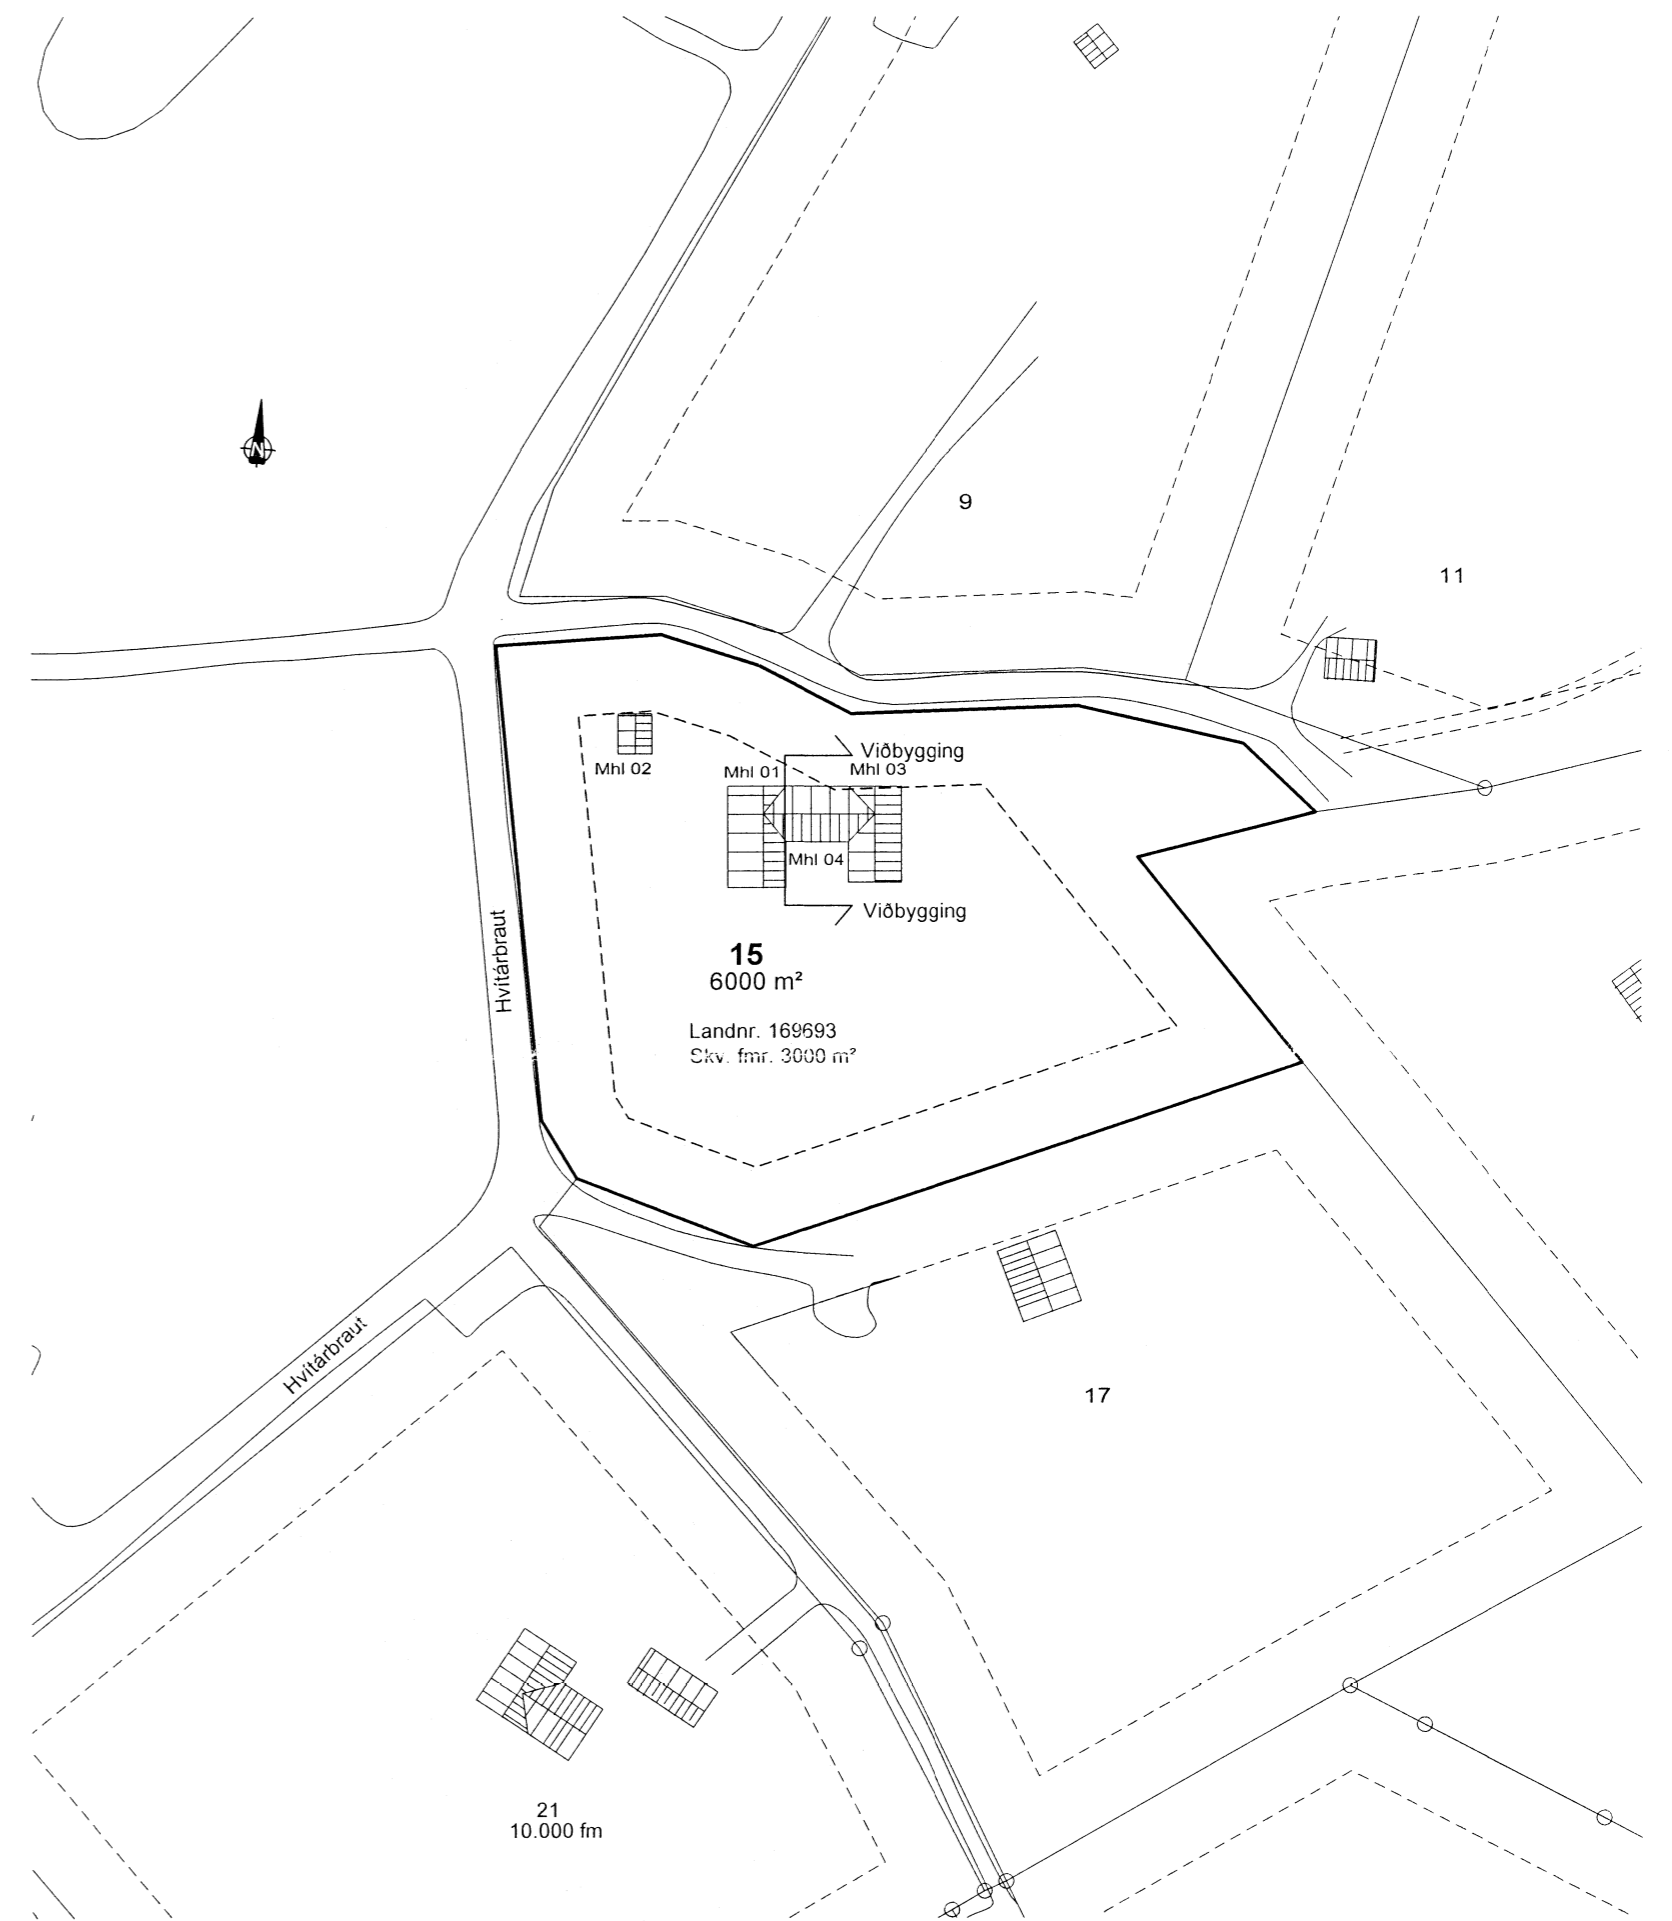 N
9
11
Viðbygging
Mhl 02
Mhl 01
Mhl 03
Mhl 04
Viðbygging
Hvítárbraut
15
6000 m²
Landnr. 169693
Skv. fmr. 3000 m²
Hvítárbraut
17
21
10.000 fm